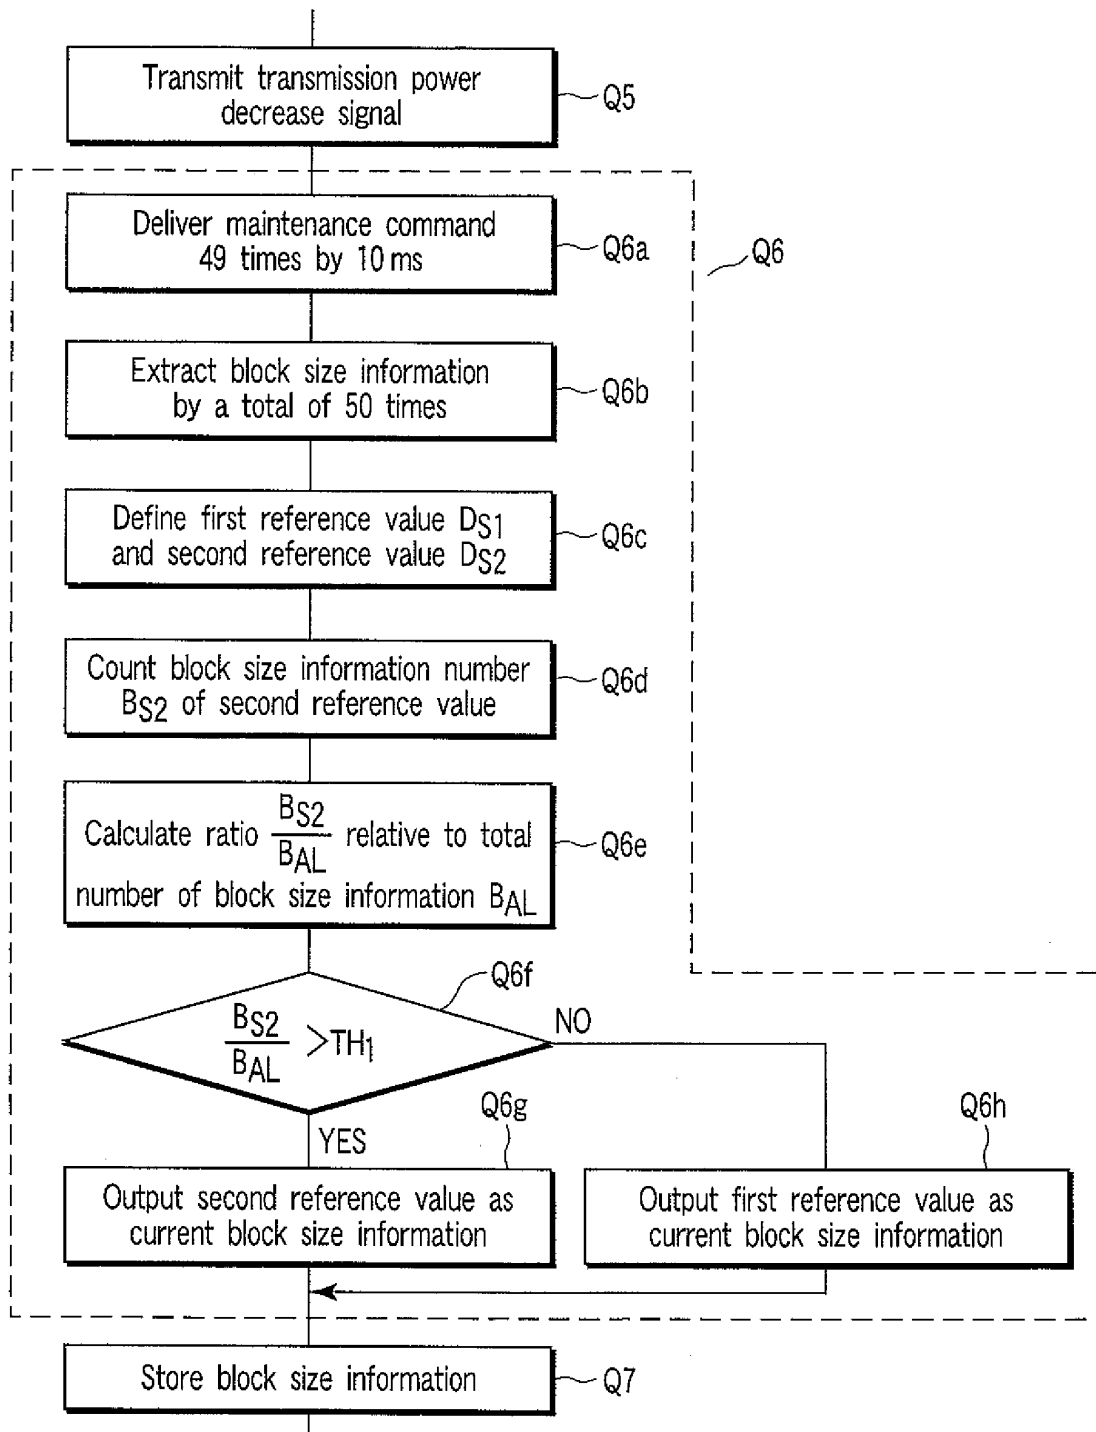 Transmit transmission power
decrease signal
Q5
Deliver maintenance command
49 times by 10 ms
Q6a
Q6
Extract block size information
by a total of 50 times
Q6b
Define first reference value DS1
and second reference value DS2
Q6c
Count block size information number
BS2 of second reference value
Q6d
Calculate ratio BS2/BAL relative to total
number of block size information BAL
Q6e
Q6f
BS2/BAL >TH1
NO
YES
Q6g
Q6h
Output second reference value as
current block size information
Output first reference value as
current block size information
Store block size information
Q7